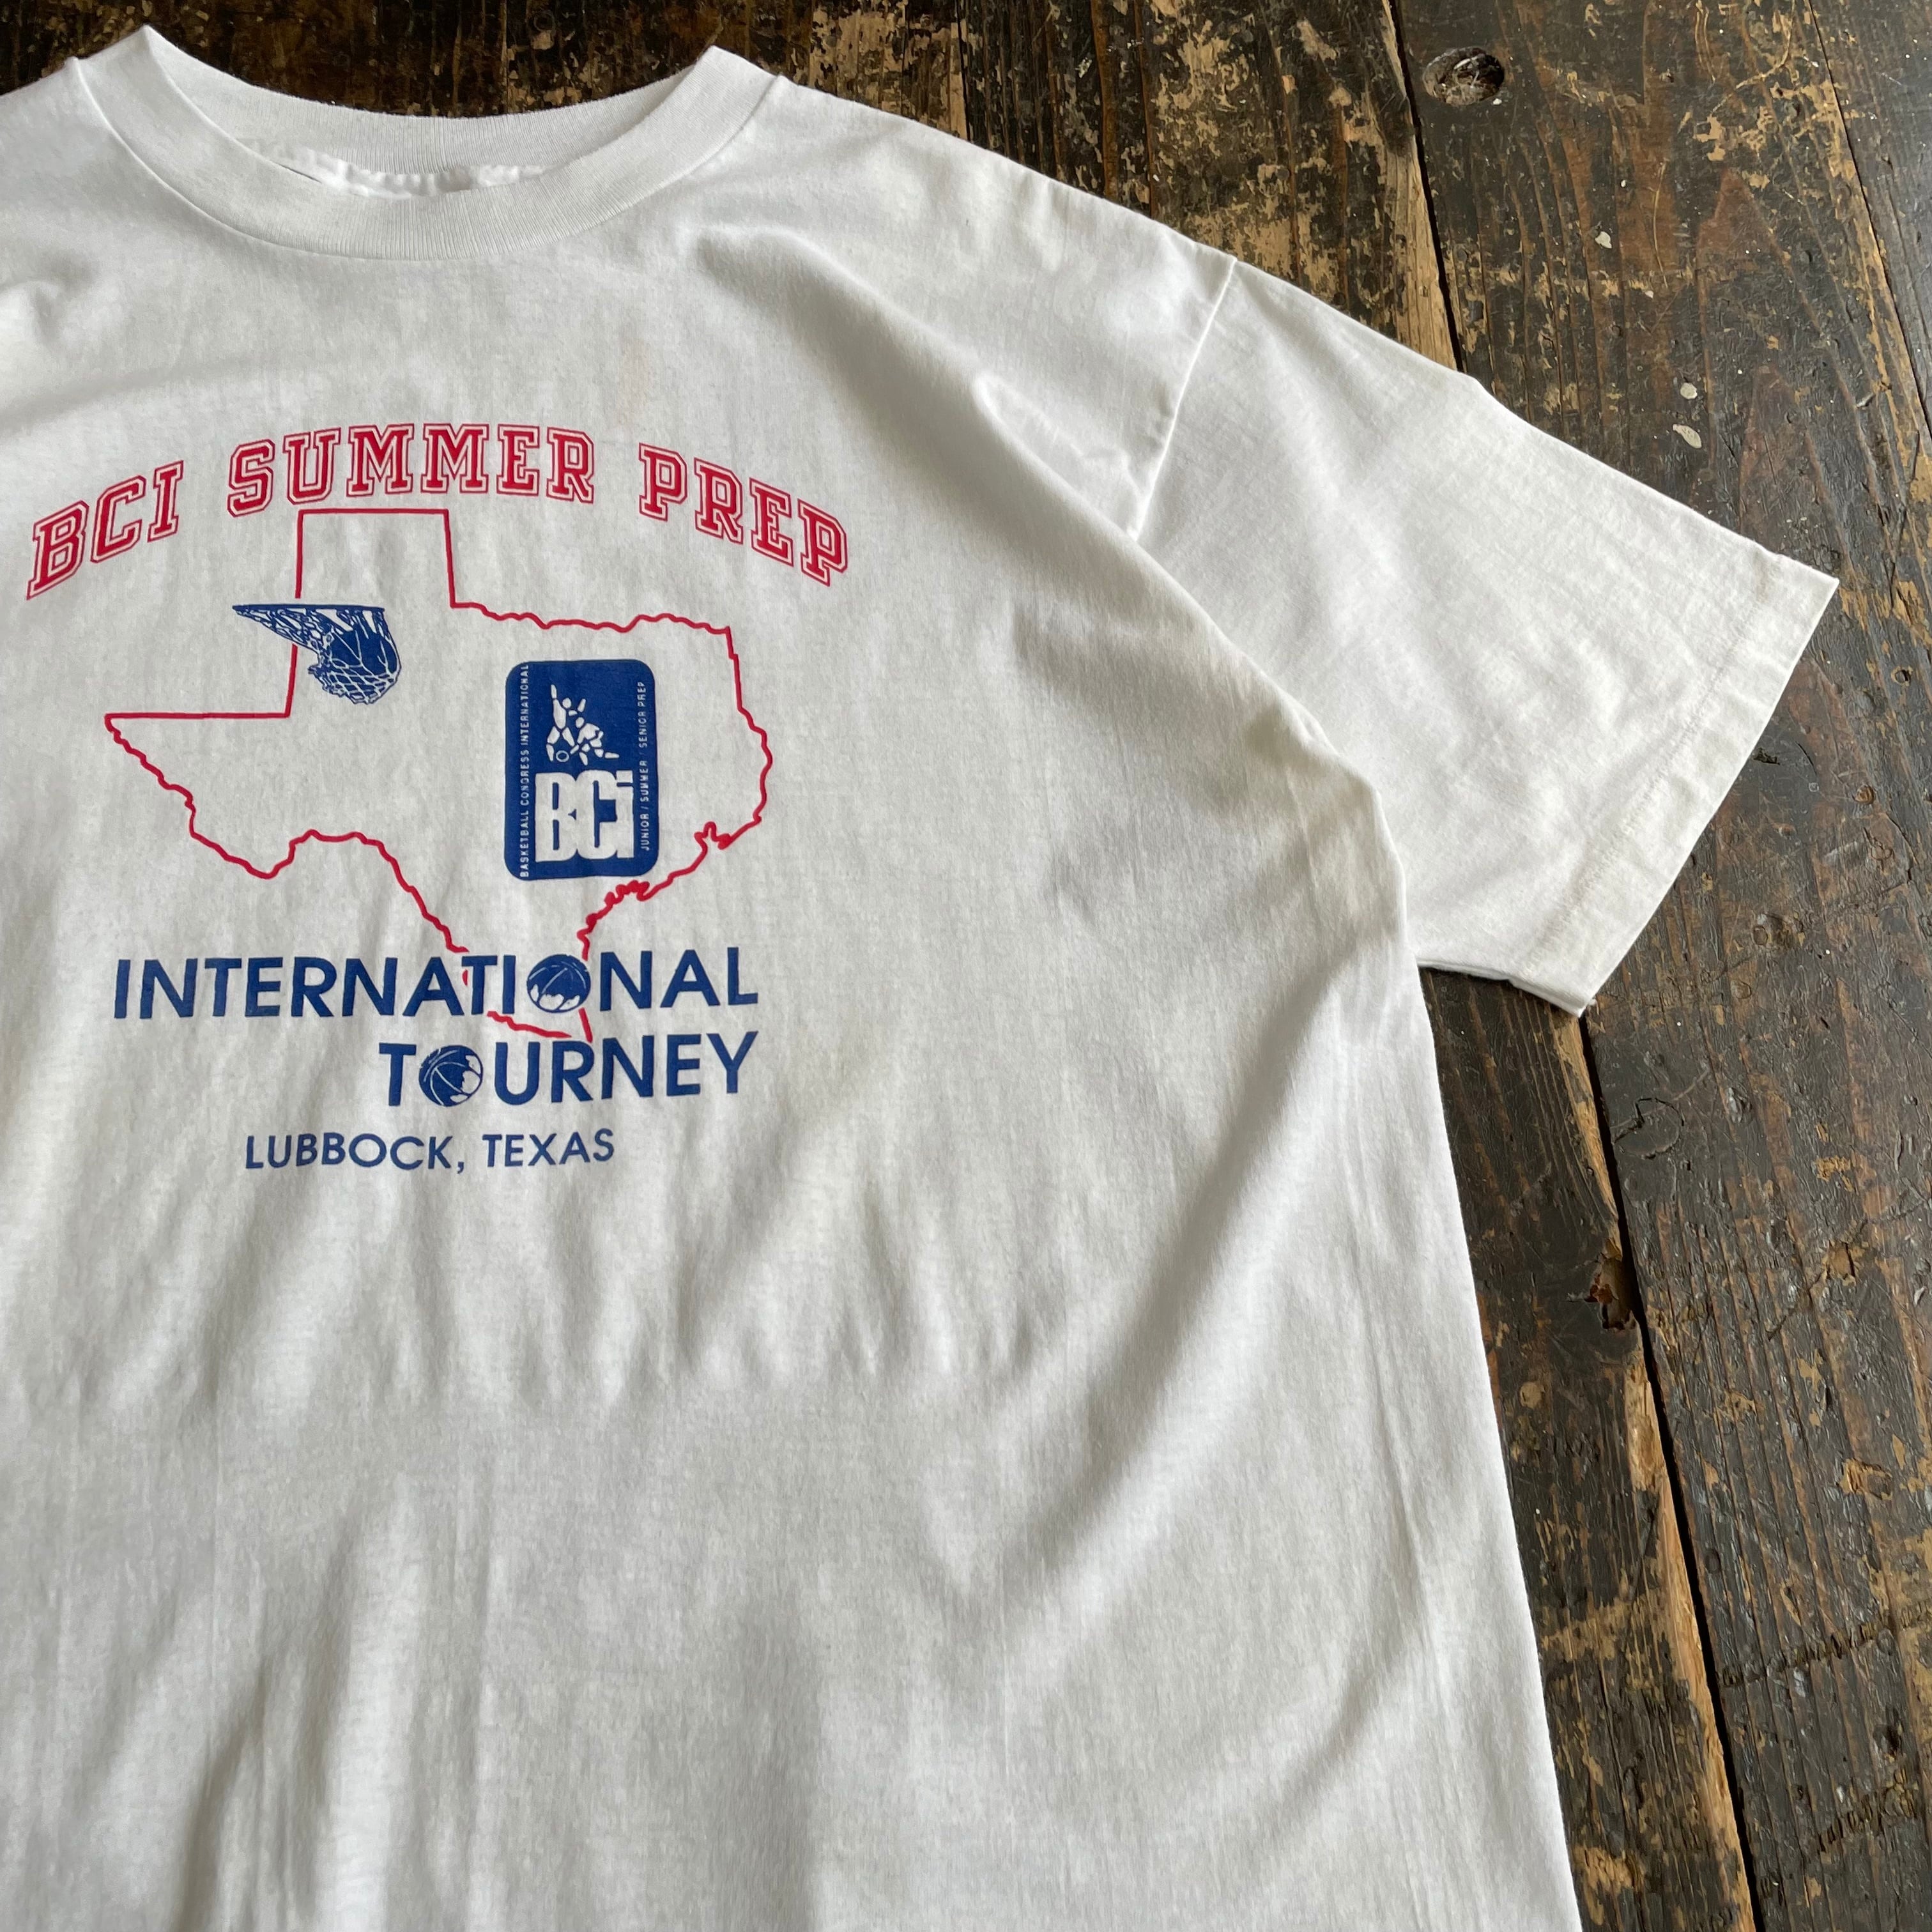 BCI SUMMER PREP
BASKETBALL CONGRESS INTERNATIONAL
BCi
JUNIOR / SUMMER / SENIOR PREP
INTERNATIONAL
TOURNEY
LUBBOCK, TEXAS